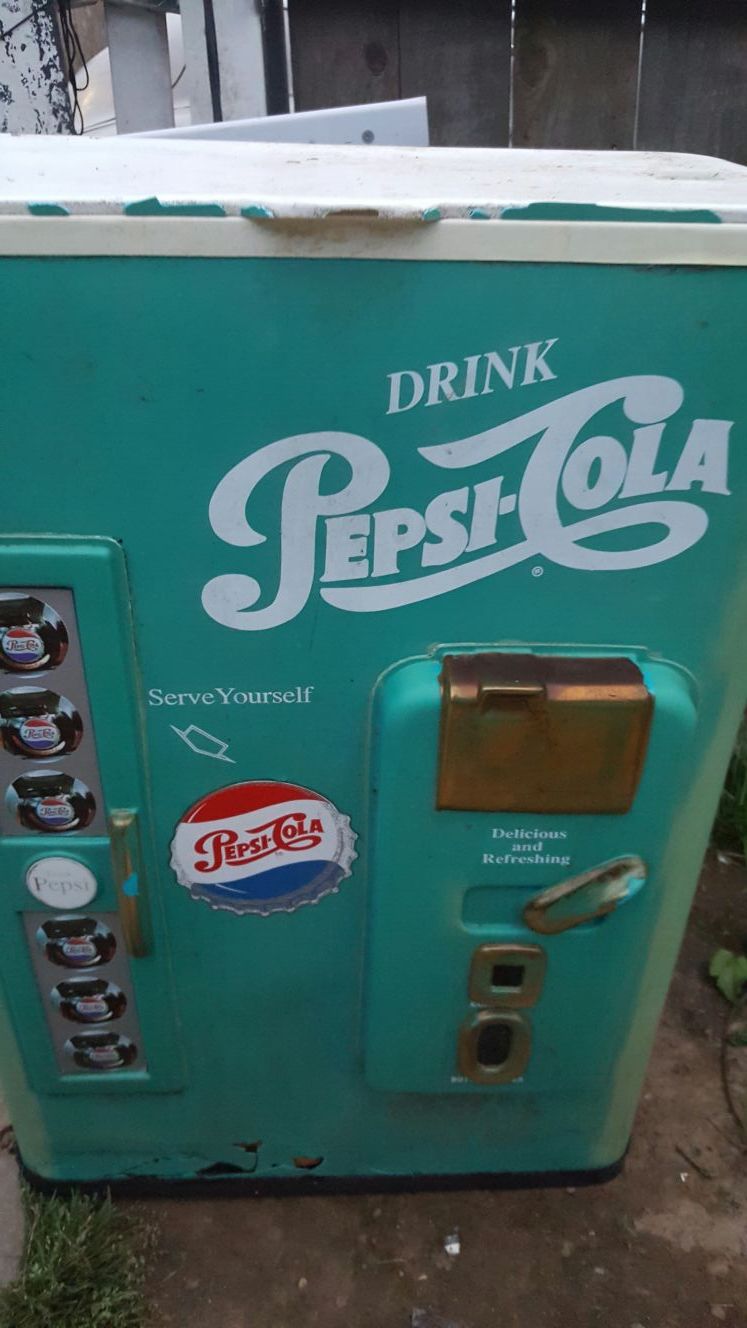 DRINK
PEPSI-COLA
®
Serve Yourself
PEPSI-COLA
Delicious
and
Refreshing
Pepsi